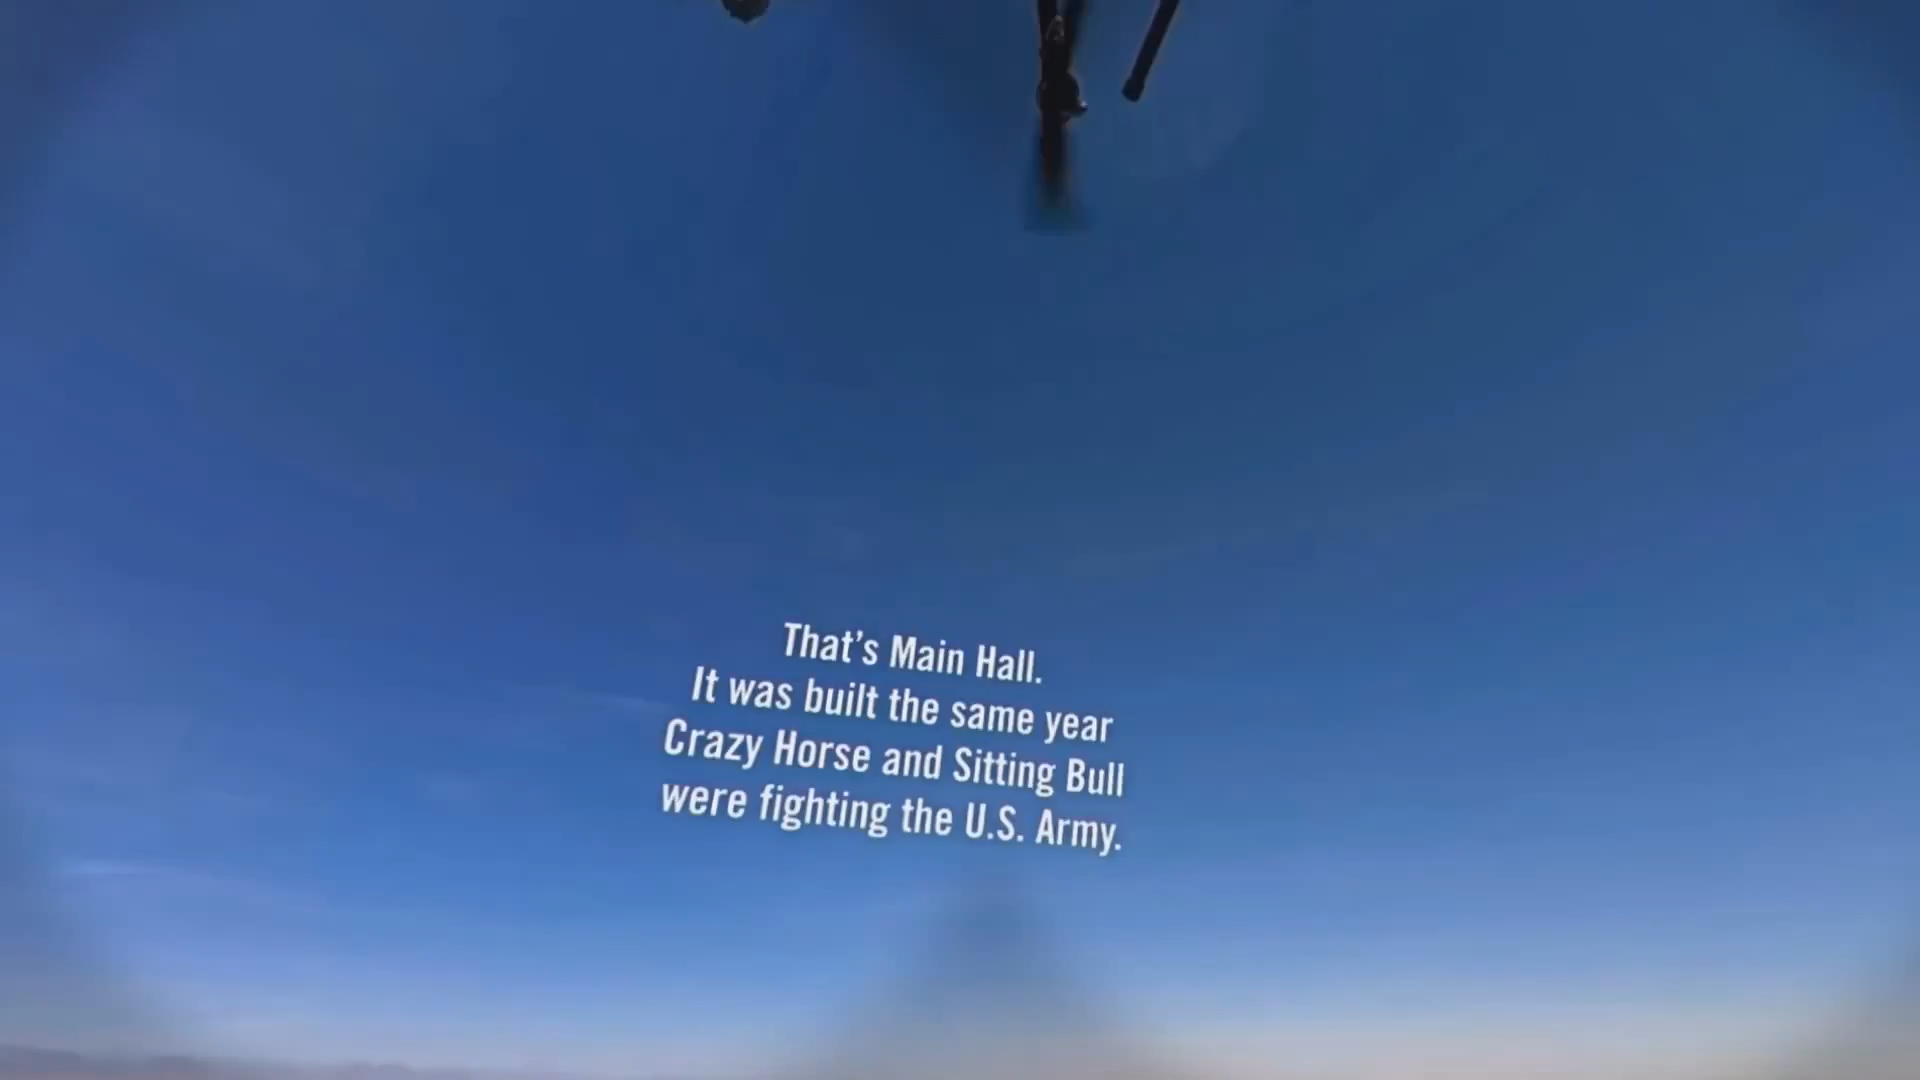 That's Main Hall.
It was built the same year
Crazy Horse and Sitting Bull
were fighting the U.S. Army.